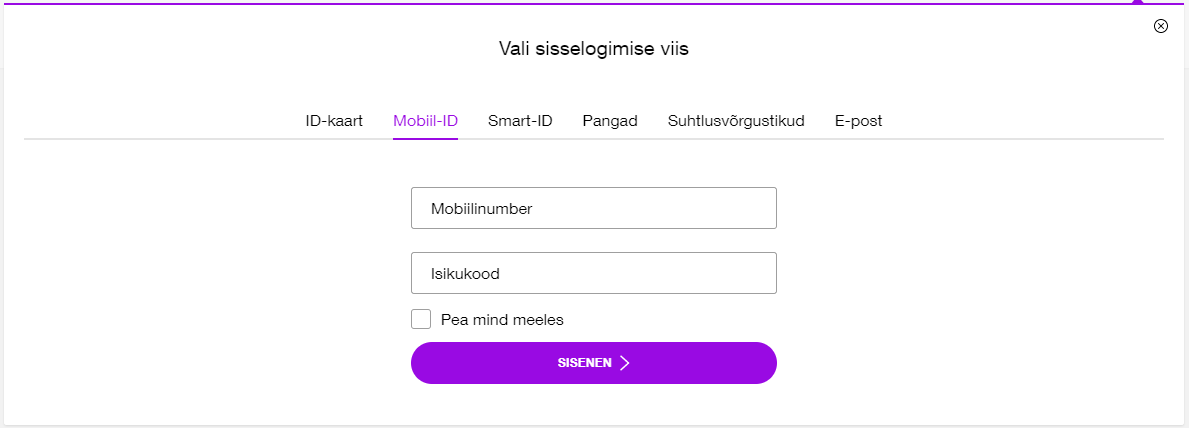 Vali sisselogimise viis
ID-kaart Mobiil-ID Smart-ID Pangad Suhtlusvõrgustikud E-post
Mobiilinumber
Isikukood
Pea mind meeles
SISENEN